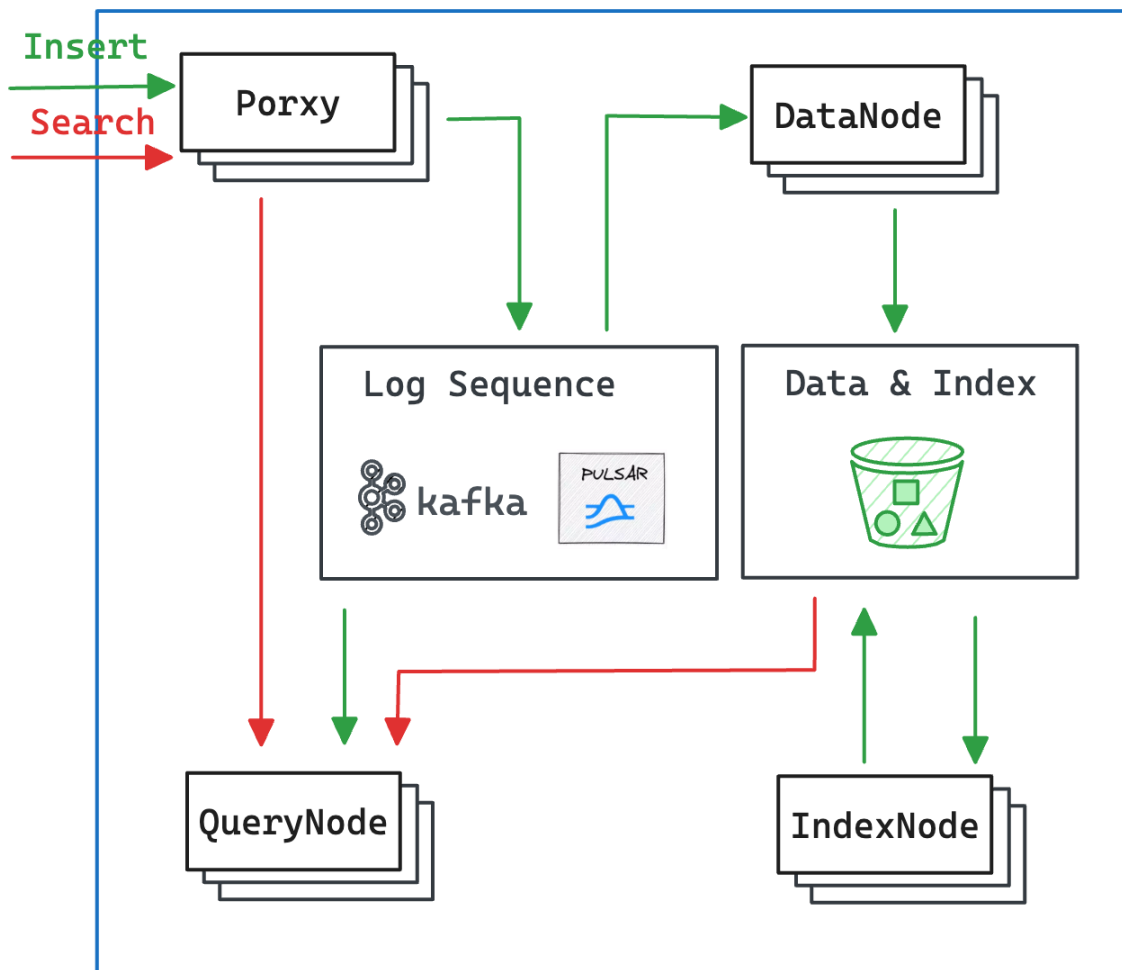 Insert
Search
Porxy
DataNode
Log Sequence
Data & Index
kafka
PULSAR
QueryNode
IndexNode